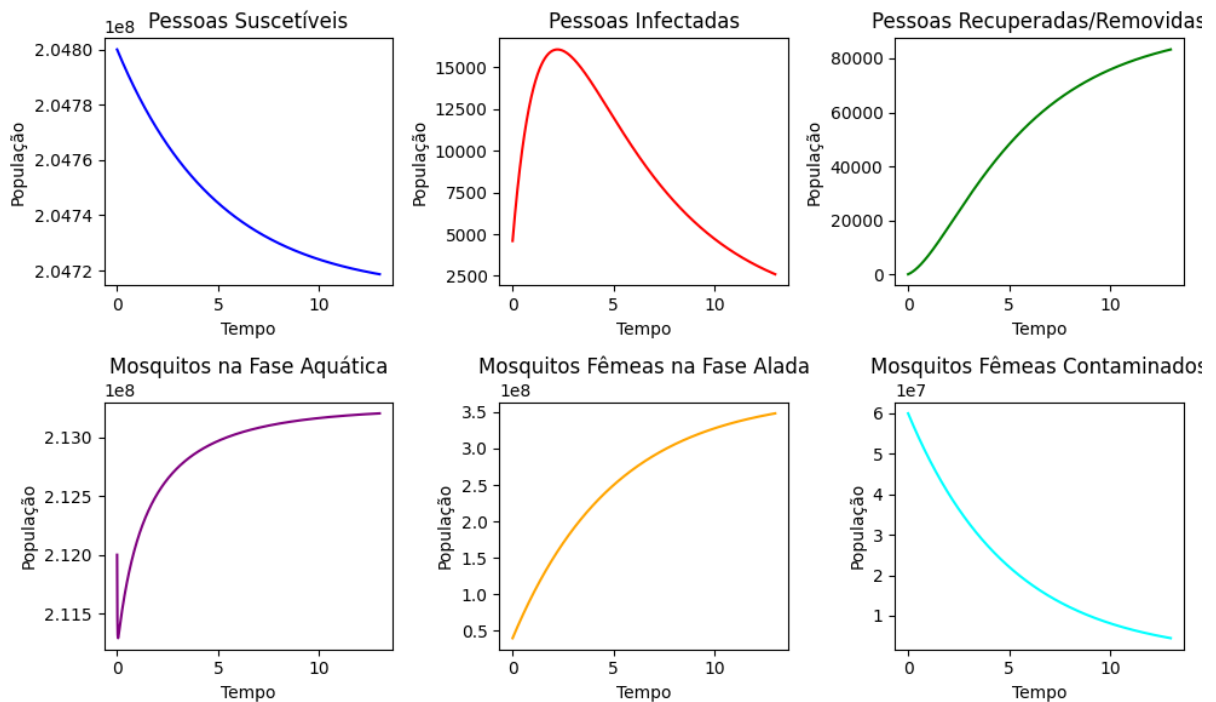 Pessoas Suscetíveis
1e8
2.0480
2.0478
2.0476
2.0474
2.0472
População
0 5 10
Tempo
Pessoas Infectadas
15000
12500
10000
7500
5000
2500
População
0 5 10
Tempo
Pessoas Recuperadas/Removidas
80000
60000
40000
20000
0
População
0 5 10
Tempo
Mosquitos na Fase Aquática
1e8
2.130
2.125
2.120
2.115
População
0 5 10
Tempo
Mosquitos Fêmeas na Fase Alada
1e8
3.5
3.0
2.5
2.0
1.5
1.0
0.5
População
0 5 10
Tempo
Mosquitos Fêmeas Contaminados
1e7
6
5
4
3
2
1
População
0 5 10
Tempo